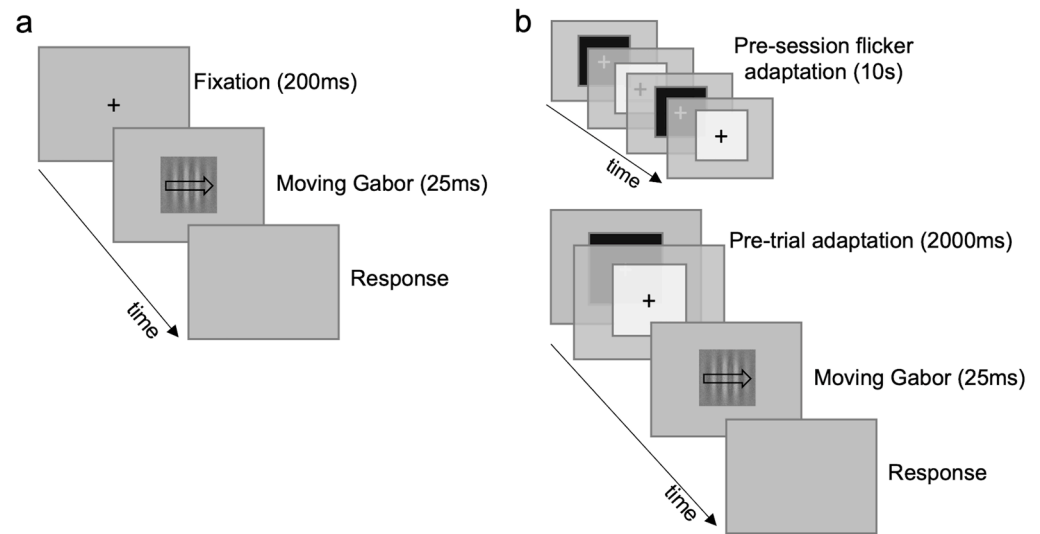 a
Fixation (200ms)
Moving Gabor (25ms)
Response
time
b
Pre-session flicker
adaptation (10s)
time
Pre-trial adaptation (2000ms)
Moving Gabor (25ms)
Response
time